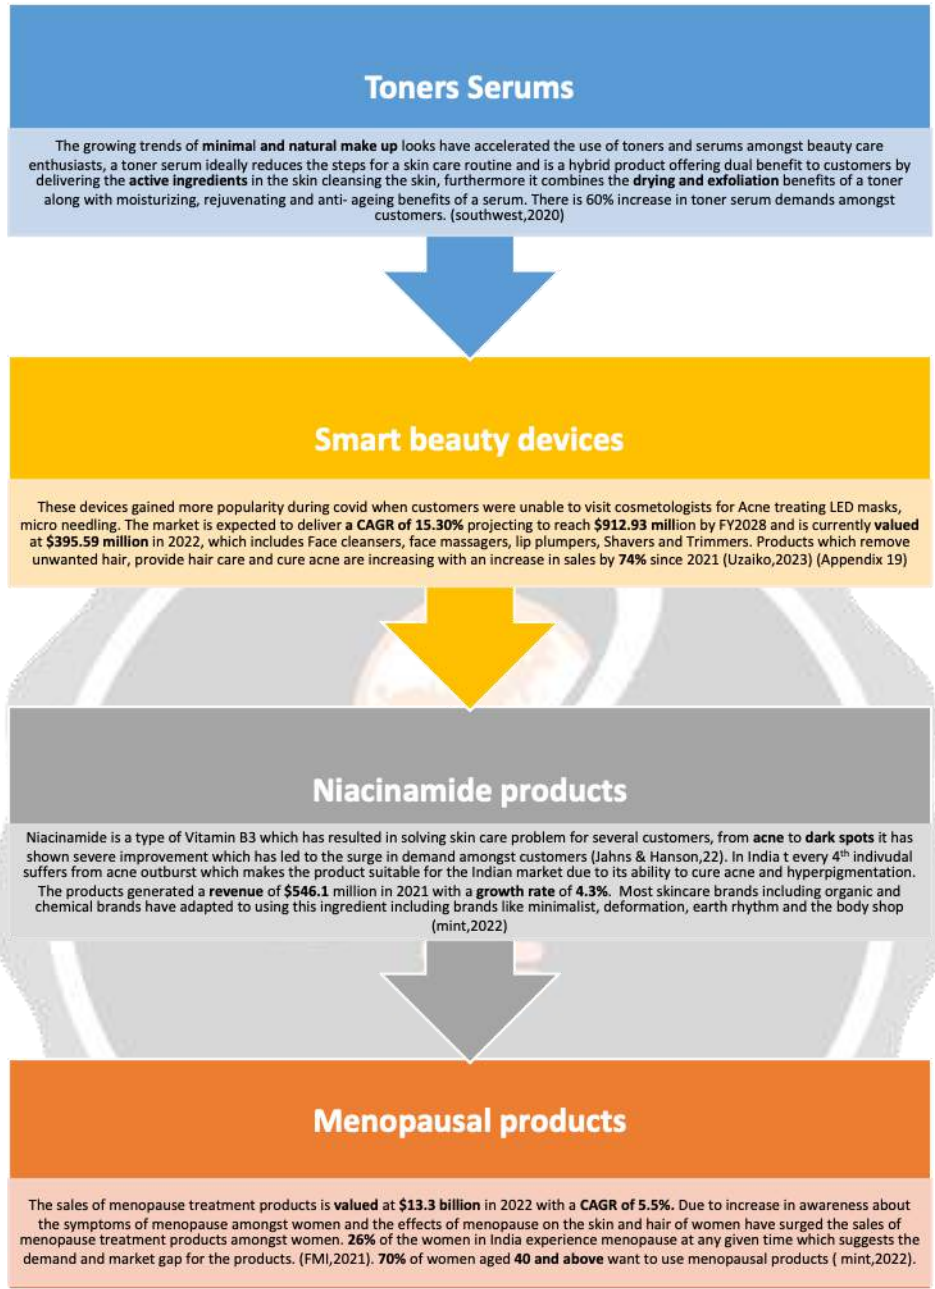 Toners Serums
The growing trends of minimal and natural make up looks have accelerated the use of toners and serums amongst beauty care
enthusiasts, a toner serum ideally reduces the steps for a skin care routine and is a hybrid product offering dual benefit to customers by
delivering the active ingredients in the skin cleansing the skin, furthermore it combines the drying and exfoliation benefits of a toner
along with moisturizing, rejuvenating and anti- ageing benefits of a serum. There is 60% increase in toner serum demands amongst
customers. (southwest,2020)
Smart beauty devices
These devices gained more popularity during covid when customers were unable to visit cosmetologists for Acne treating LED masks,
micro needling. The market is expected to deliver a CAGR of 15.30% projecting to reach $912.93 million by FY2028 and is currently valued
at $395.59 million in 2022, which includes Face cleansers, face massagers, lip plumpers, Shavers and Trimmers. Products which remove
unwanted hair, provide hair care and cure acne are increasing with an increase in sales by 74% since 2021 (Uzaiko,2023) (Appendix 19)
Niacinamide products
Niacinamide is a type of Vitamin B3 which has resulted in solving skin care problem for several customers, from acne to dark spots it has
shown severe improvement which has led to the surge in demand amongst customers (Jahns & Hanson,22). In India t every 4th indivudal
suffers from acne outburst which makes the product suitable for the Indian market due to its ability to cure acne and hyperpigmentation.
The products generated a revenue of $546.1 million in 2021 with a growth rate of 4.3%. Most skincare brands including organic and
chemical brands have adapted to using this ingredient including brands like minimalist, deformation, earth rhythm and the body shop
(mint,2022)
Menopausal products
The sales of menopause treatment products is valued at $13.3 billion in 2022 with a CAGR of 5.5%. Due to increase in awareness about
the symptoms of menopause amongst women and the effects of menopause on the skin and hair of women have surged the sales of
menopause treatment products amongst women. 26% of the women in India experience menopause at any given time which suggests the
demand and market gap for the products. (FMI,2021). 70% of women aged 40 and above want to use menopausal products ( mint,2022).